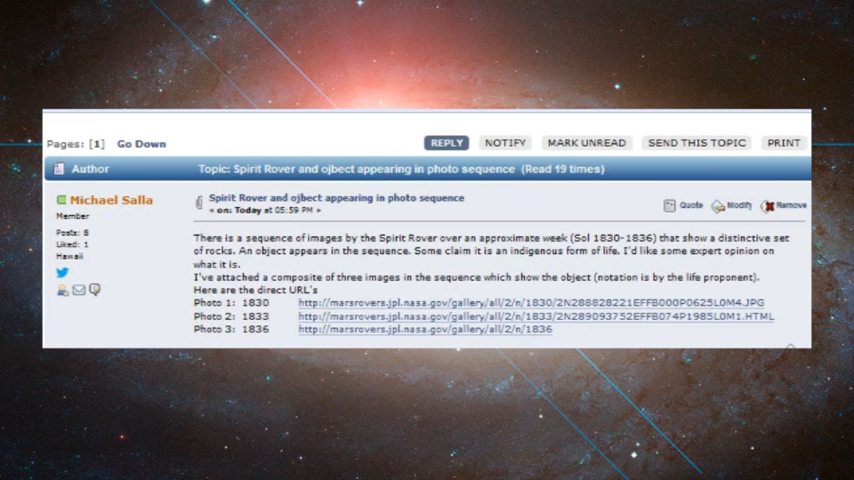 Pages: [1] Go Down
REPLY NOTIFY MARK UNREAD SEND THIS TOPIC PRINT
Author Topic: Spirit Rover and ojbect appearing in photo sequence (Read 19 times)
Michael Salla
Member
Posts: 8
Liked: 1
Hawaii
Spirit Rover and ojbect appearing in photo sequence
« on: Today at 05:59 PM »
Quote Modify Remove
There is a sequence of images by the Spirit Rover over an approximate week (Sol 1830-1836) that show a distinctive set
of rocks. An object appears in the sequence. Some claim it is an indigenous form of life. I'd like some expert opinion on
what it is.
I've attached a composite of three images in the sequence which show the object (notation is by the life proponent).
Here are the direct URL's
Photo 1: 1830 http://marsrovers.jpl.nasa.gov/gallery/all/2/n/1830/2N288828221EFFB000P0625L0M4.JPG
Photo 2: 1833 http://marsrovers.jpl.nasa.gov/gallery/all/2/n/1833/2N289093752EFFB074P1985L0M1.HTML
Photo 3: 1836 http://marsrovers.jpl.nasa.gov/gallery/all/2/n/1836